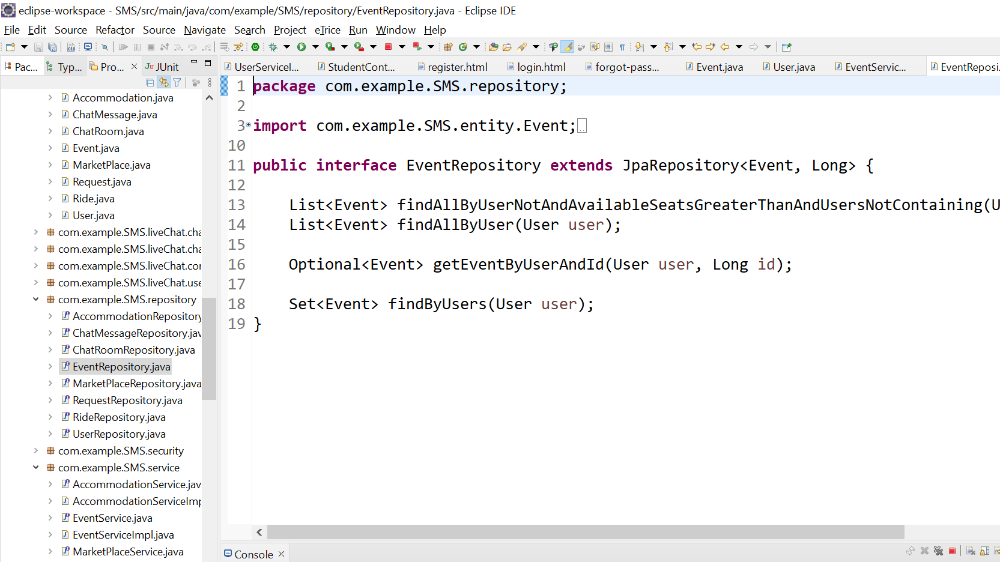 eclipse-workspace - SMS/src/main/java/com/example/SMS/repository/EventRepository.java - Eclipse IDE
File Edit Source Refactor Source Navigate Search Project eTrice Run Window Help
Pac... Typ... Pro... JUnit
UserServiceI... StudentCont... register.html login.html forgot-pass... Event.java User.java EventServic... EventReposi.
Accommodation.java
ChatMessage.java
ChatRoom.java
Event.java
MarketPlace.java
Request.java
Ride.java
User.java
com.example.SMS.liveChat.cha
com.example.SMS.liveChat.cha
com.example.SMS.liveChat.cor
com.example.SMS.liveChat.use
com.example.SMS.repository
AccommodationRepository
ChatMessageRepository.jav
ChatRoomRepository.java
EventRepository.java
MarketPlaceRepository.java
RequestRepository.java
RideRepository.java
UserRepository.java
com.example.SMS.security
com.example.SMS.service
AccommodationService.jav
AccommodationServiceImp
EventService.java
EventServiceImpl.java
MarketPlaceService.java
1 package com.example.SMS.repository;
2
3 import com.example.SMS.entity.Event;
10
11 public interface EventRepository extends JpaRepository<Event, Long> {
12
13 List<Event> findAllByUserNotAndAvailableSeatsGreaterThanAndUsersNotContaining(U
14 List<Event> findAllByUser(User user);
15
16 Optional<Event> getEventByUserAndId(User user, Long id);
17
18 Set<Event> findByUsers(User user);
19 }
Console